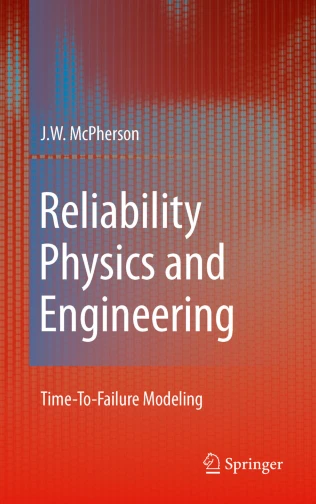 J.W. McPherson
Reliability
Physics and
Engineering
Time-To-Failure Modeling
Springer